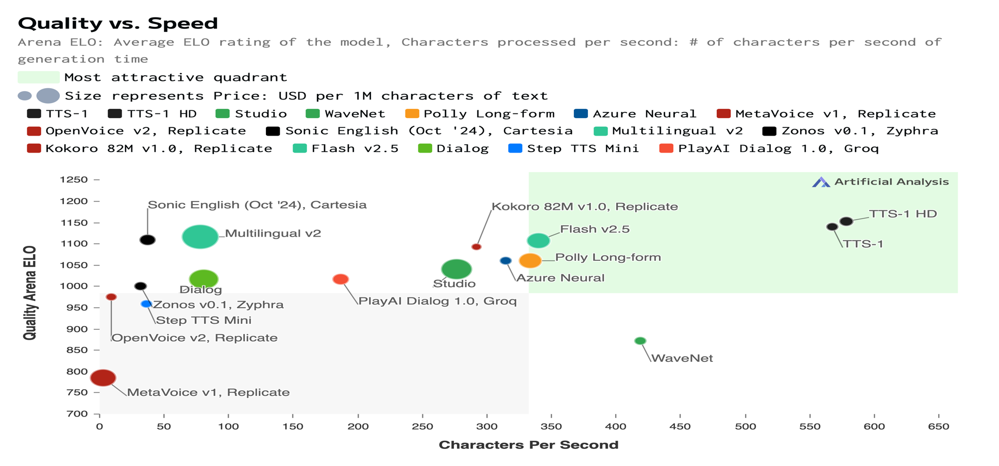 Quality vs. Speed
Arena ELO: Average ELO rating of the model, Characters processed per second: # of characters per second of
generation time
Most attractive quadrant
Size represents Price: USD per 1M characters of text
TTS-1 TTS-1 HD Studio WaveNet Polly Long-form Azure Neural MetaVoice v1, Replicate
OpenVoice v2, Replicate Sonic English (Oct '24), Cartesia Multilingual v2 Zonos v0.1, Zyphra
Kokoro 82M v1.0, Replicate Flash v2.5 Dialog Step TTS Mini PlayAI Dialog 1.0, Groq
Artificial Analysis
Quality Arena ELO
1250
1200
1150
1100
1050
1000
950
900
850
800
750
700
Sonic English (Oct '24), Cartesia
Kokoro 82M v1.0, Replicate
TTS-1 HD
Flash v2.5
Multilingual v2
TTS-1
Polly Long-form
Azure Neural
Studio
Dialog
PlayAI Dialog 1.0, Groq
Zonos v0.1, Zyphra
Step TTS Mini
OpenVoice v2, Replicate
WaveNet
MetaVoice v1, Replicate
0 50 100 150 200 250 300 350 400 450 500 550 600 650
Characters Per Second